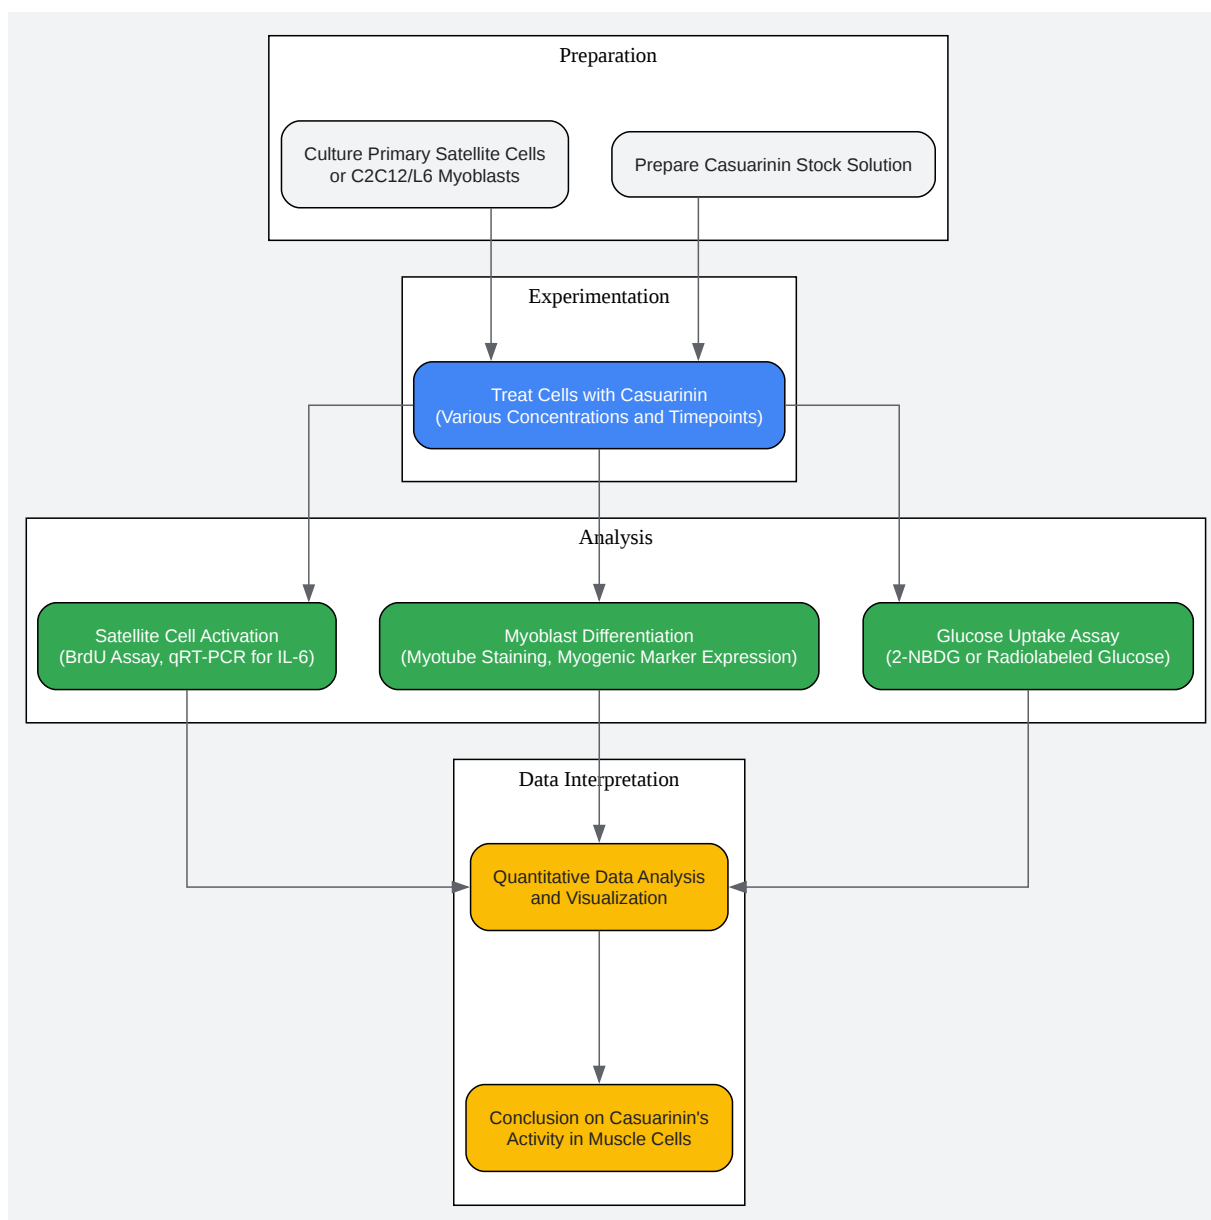 Preparation
Culture Primary Satellite Cells
or C2C12/L6 Myoblasts
Prepare Casuarinin Stock Solution
Experimentation
Treat Cells with Casuarinin
(Various Concentrations and Timepoints)
Analysis
Satellite Cell Activation
(BrdU Assay, qRT-PCR for IL-6)
Myoblast Differentiation
(Myotube Staining, Myogenic Marker Expression)
Glucose Uptake Assay
(2-NBDG or Radiolabeled Glucose)
Data Interpretation
Quantitative Data Analysis
and Visualization
Conclusion on Casuarinin's
Activity in Muscle Cells